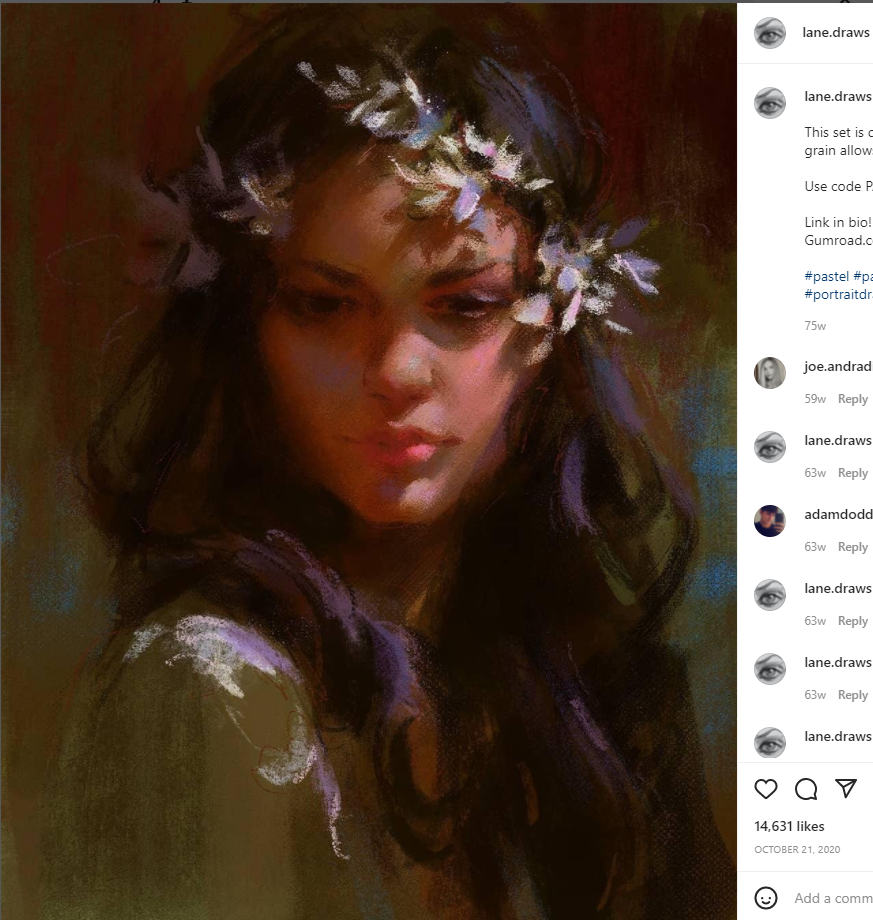 lane.draws
lane.draws
This set is
grain allow
Use code
Link in bio!
Gumroad.c
#pastel
#portraitdr
75w
joe.andrad
59w Reply
lane.draws
63w Reply
adamdodd
63w Reply
lane.draws
63w Reply
lane.draws
63w Reply
lane.draws
14,631 likes
OCTOBER 21, 2020
Add a comm